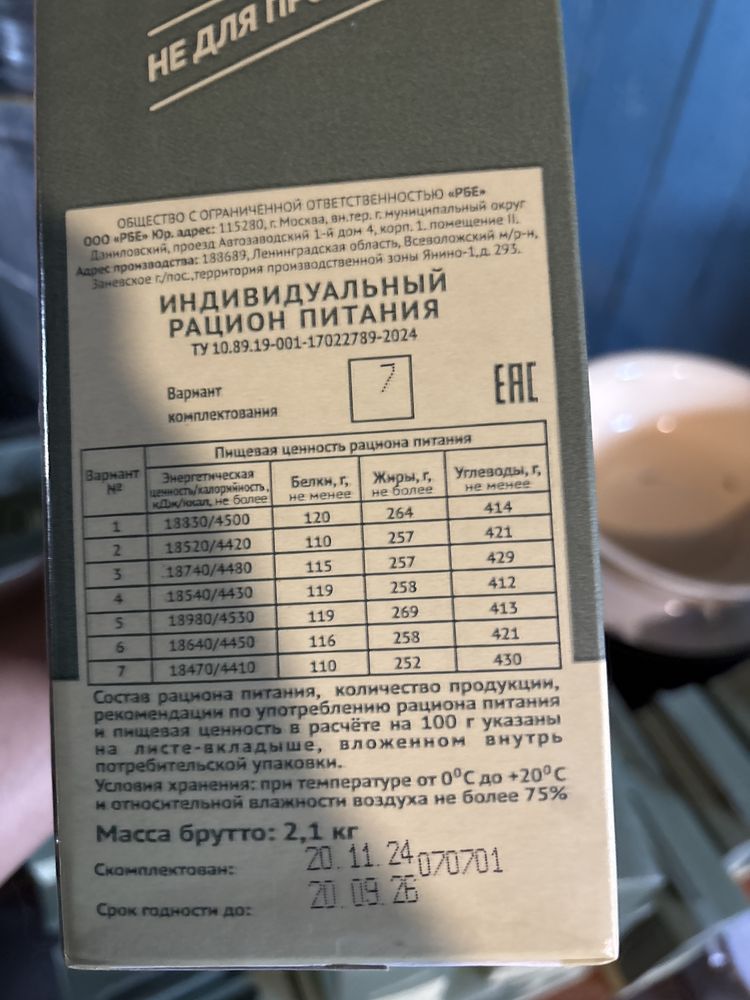 НЕ ДЛЯ
ОБЩЕСТВО С ОГРАНИЧЕННОЙ ОТВЕТСТВЕННОСТЬЮ «РБЕ»
ООО «РБЕ» Юр. адрес: 115280, г. Москва, вн.тер. г. муниципальный округ
Даниловский, проезд Автозаводский 1-й дом 4, корп. 1. помещение II.
Адрес производства: 188689, Ленинградская область, Всеволожский м/р-н,
Заневское г./пос.,территория производственной зоны Янино-1,д. 293.
ИНДИВИДУАЛЬНЫЙ
РАЦИОН ПИТАНИЯ
ТУ 10.89.19-001-17022789-2024
Вариант
комплектования
7
ЕАС
Вариант №
Пищевая ценность рациона питания
Энергетическая ценность/калорийность, кДж/ккал, не более
Белки, г, не менее
Жиры, г, не более
Углеводы, г, не менее
1 18830/4500 120 264 414
2 18520/4420 110 257 421
3 18740/4480 115 257 429
4 18540/4430 119 258 412
5 18980/4530 119 269 413
6 18640/4450 116 258 421
7 18470/4410 110 252 430
Состав рациона питания, количество продукции,
рекомендации по употреблению рациона питания
и пищевая ценность в расчёте на 100 г указаны
на листе-вкладыше, вложенном внутрь
потребительской упаковки.
Условия хранения: при температуре от 0⁰С до +20⁰С
и относительной влажности воздуха не более 75%
Масса брутто: 2,1 кг
Скомплектован: 20.11.24 070701
Срок годности до: 20.09.26